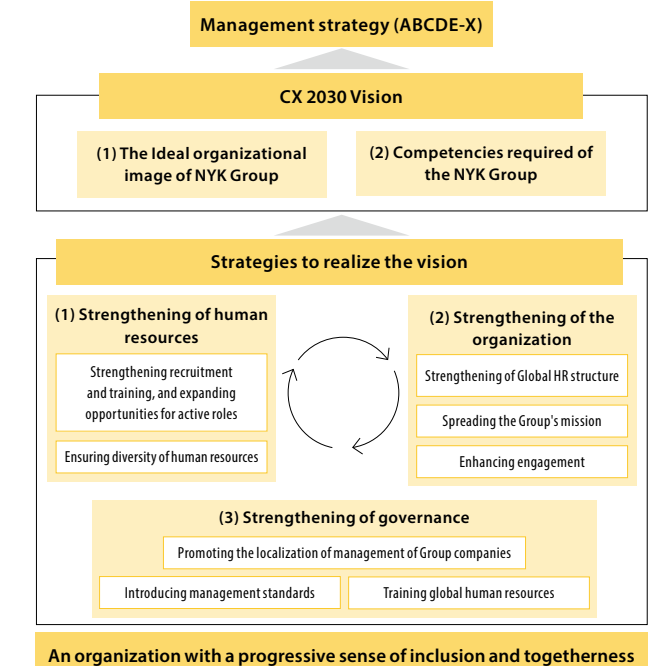 Management strategy (ABCDE-X)
CX 2030 Vision
(1) The Ideal organizational
image of NYK Group
(2) Competencies required of
the NYK Group
Strategies to realize the vision
(1) Strengthening of human
resources
Strengthening recruitment
and training, and expanding
opportunities for active roles
Ensuring diversity of human resources
(2) Strengthening of the
organization
Strengthening of Global HR structure
Spreading the Group's mission
Enhancing engagement
(3) Strengthening of governance
Promoting the localization of management of Group companies
Introducing management standards
Training global human resources
An organization with a progressive sense of inclusion and togetherness